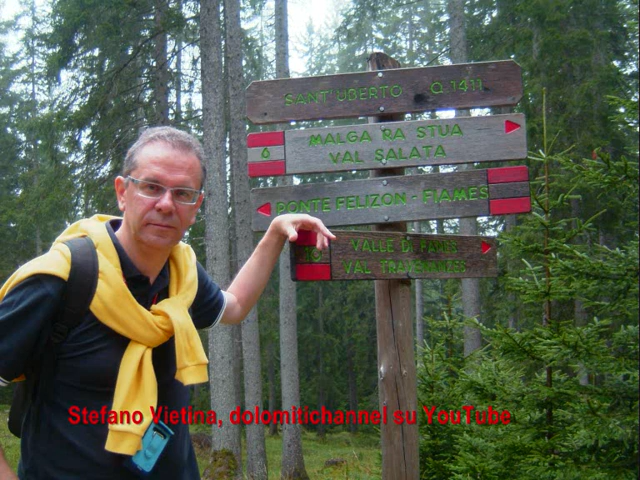 SANT'UBERTO Q.1411
6
MALGA RA STUA
VAL SALATA
PONTE FELIZON - FIAMES
10
VALLE DI FANES
VAL TRAVENANZES
Stefano Vietina, dolomitichannel su YouTube